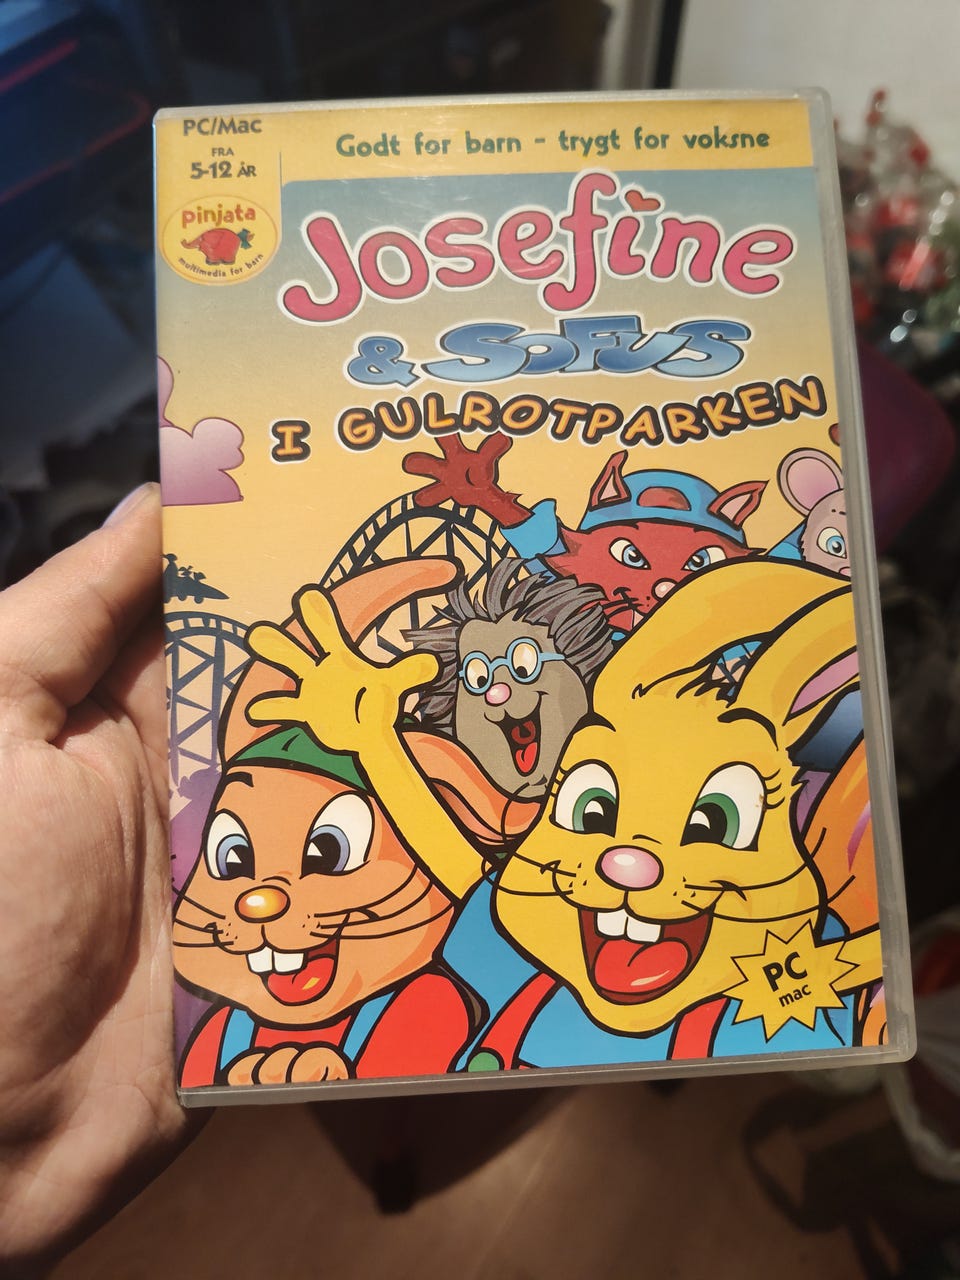 PC/Mac
FRA
5-12 ÅR
Godt for barn - trygt for voksne
pinjata
multimedia for barn
Josefine
& SOFUS
I GULROTPARKEN
PC
mac